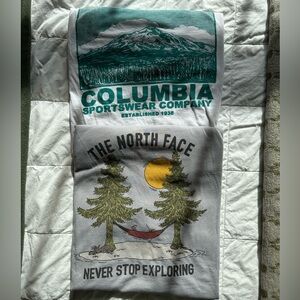 COLUMBIA
SPORTSWEAR COMPANY
ESTABLISHED 1938
THE NORTH FACE
NEVER STOP EXPLORING